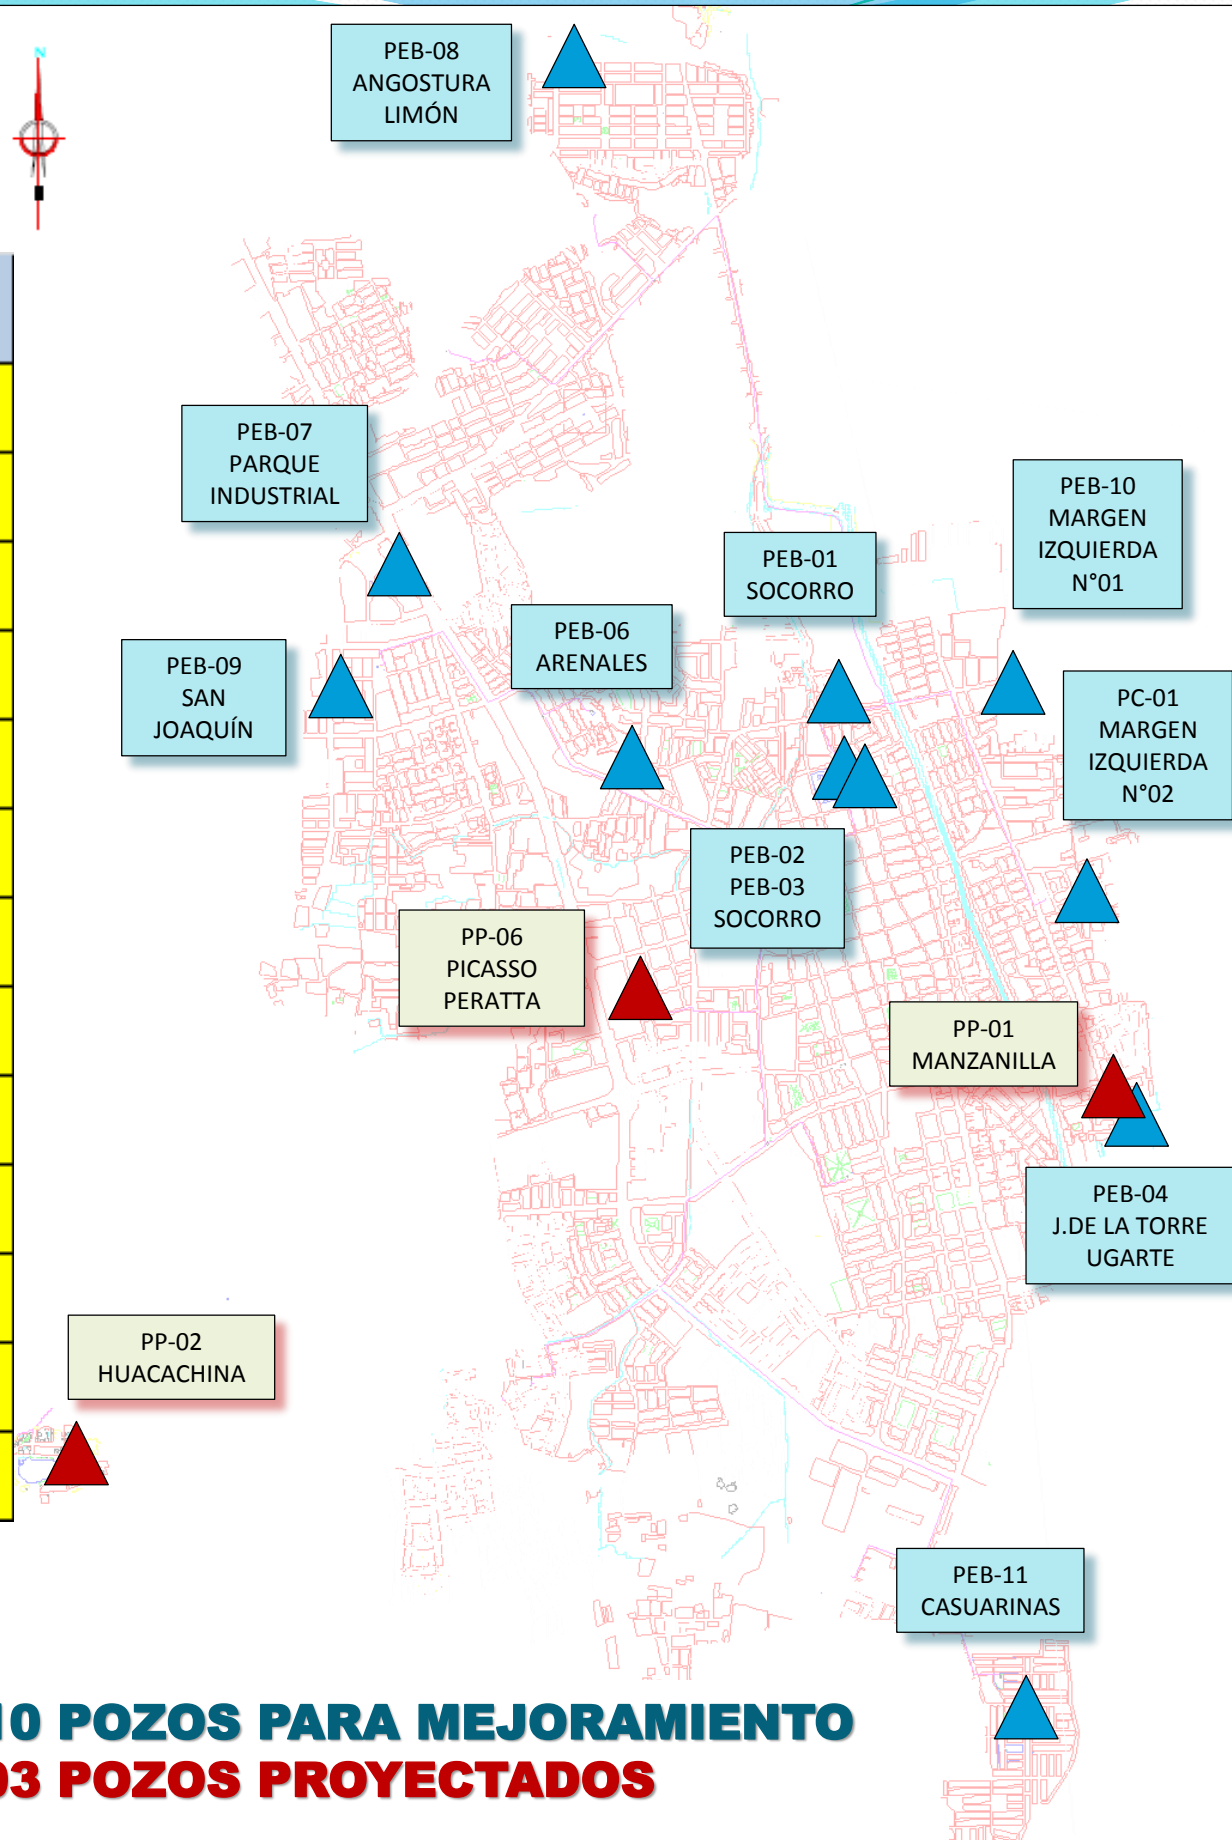 PEB-08
ANGOSTURA
LIMÓN
N
PEB-07
PARQUE
INDUSTRIAL
PEB-10
MARGEN
IZQUIERDA
N°01
PEB-01
SOCORRO
PEB-06
ARENALES
PEB-09
SAN
JOAQUÍN
PC-01
MARGEN
IZQUIERDA
N°02
PEB-02
PEB-03
SOCORRO
PP-06
PICASSO
PERATTA
PP-01
MANZANILLA
PEB-04
J.DE LA TORRE
UGARTE
PP-02
HUACACHINA
PEB-11
CASUARINAS
10 POZOS PARA MEJORAMIENTO
03 POZOS PROYECTADOS